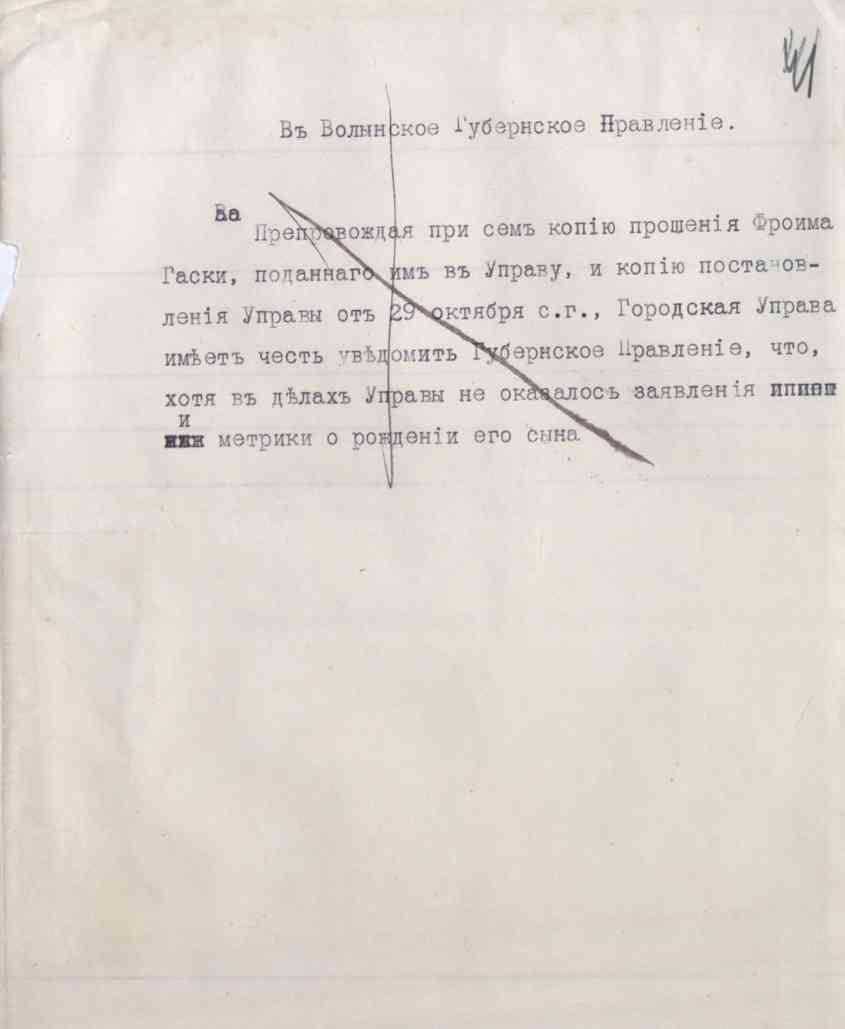 Въ Волынское Губернское Правленіе.
Препровождая при семъ копію прошенія Фроима
Гаски, поданнаго имъ въ Управу, и копію постанов-
ленія Управы отъ 29 октября с.г., Городская Управа
имѣетъ честь увѣдомить Губернское Правленіе, что,
хотя въ дѣлахъ Управы не оказалось заявленія
и
метрики о рожденіи его сына